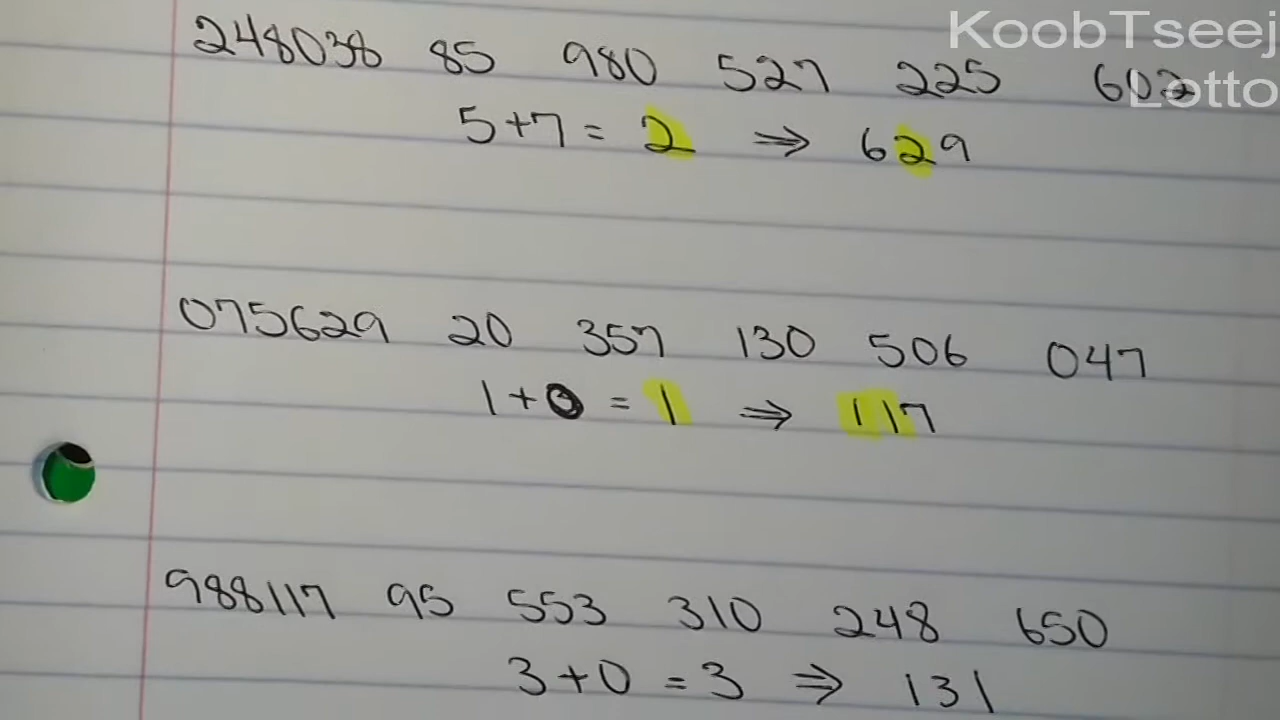 KoobTseej
Lotto
248038 85 980 527 225 602
5+7 = 2 ⇒ 629
075629 20 357 130 506 047
1+0 = 1 ⇒ 117
988117 95 553 310 248 650
3+0 = 3 ⇒ 131